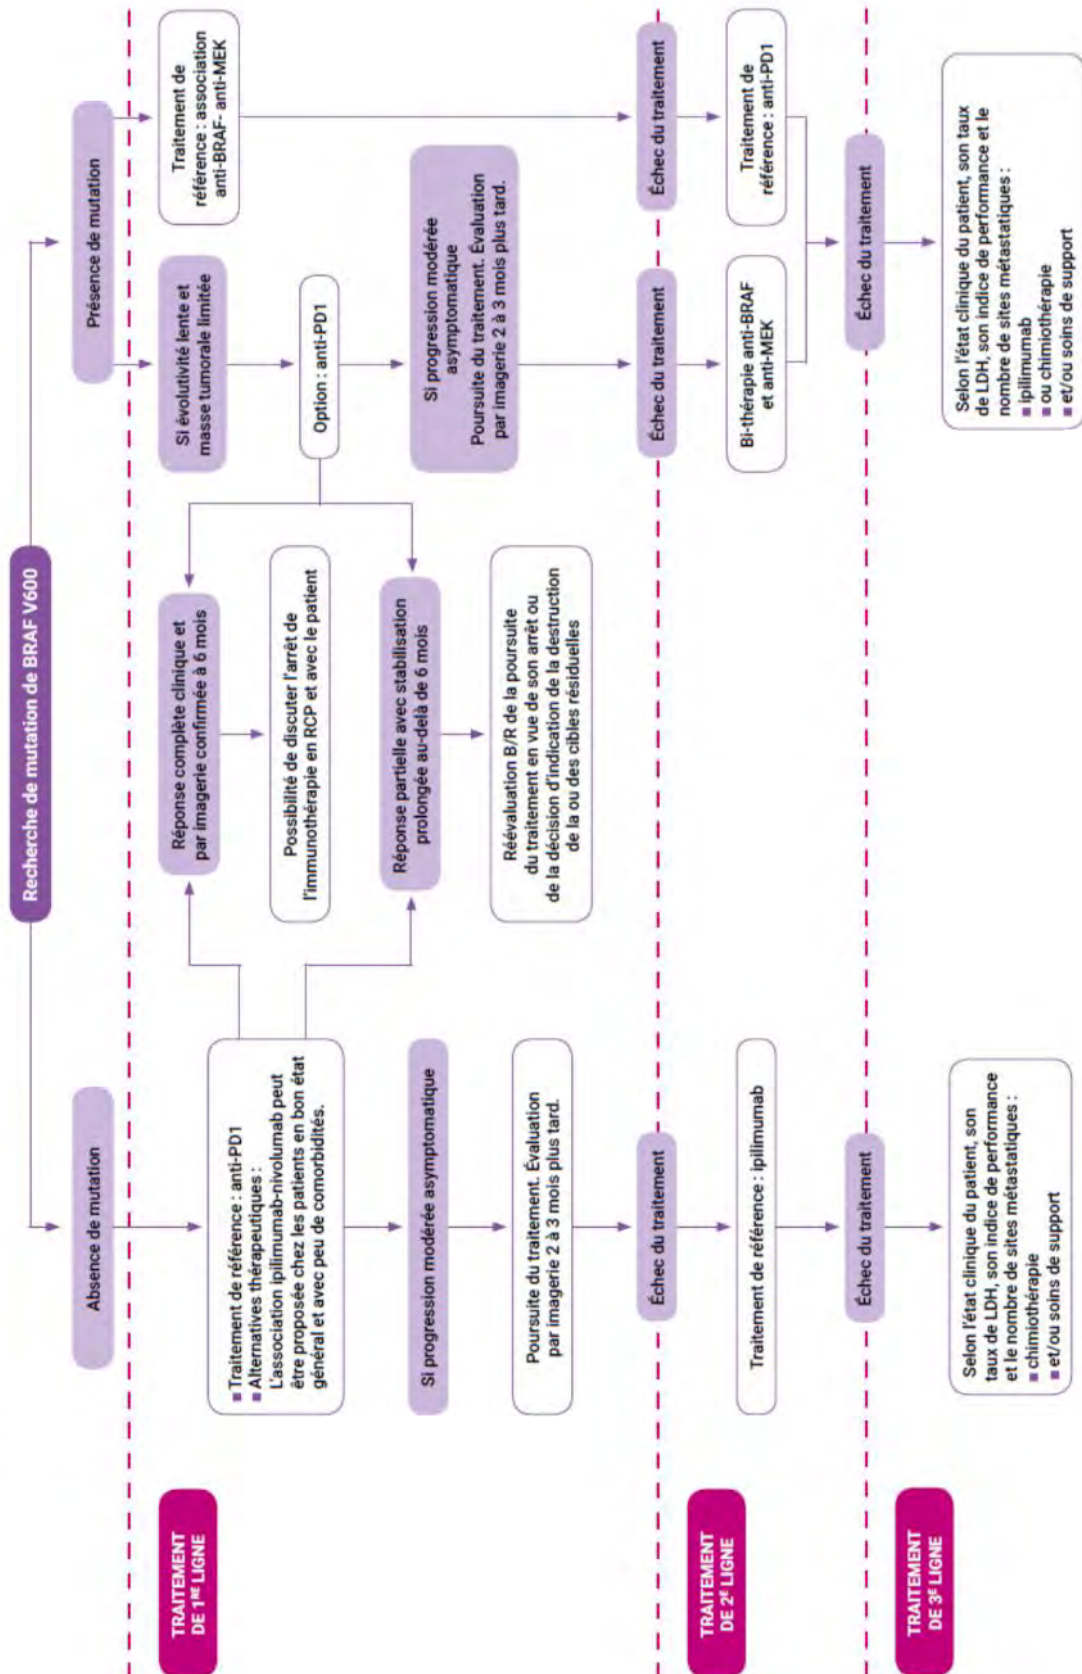 Recherche de mutation de BRAF V600
Absence de mutation
Présence de mutation
TRAITEMENT
DE 1RE LIGNE
■ Traitement de référence : anti-PD1
■ Alternatives thérapeutiques :
L'association ipilimumab-nivolumab peut
être proposée chez les patients en bon état
général et avec peu de comorbidités.
Réponse complète clinique et
par imagerie confirmée à 6 mois
Si évolutivité lente et
masse tumorale limitée
Traitement de
référence : association
anti-BRAF- anti-MEK
Possibilité de discuter l'arrêt de
l'immunothérapie en RCP et avec le patient
Option : anti-PD1
Si progression modérée asymptomatique
Réponse partielle avec stabilisation
prolongée au-delà de 6 mois
Si progression modérée
asymptomatique
Poursuite du traitement. Évaluation
par imagerie 2 à 3 mois plus tard.
Poursuite du traitement. Évaluation
par imagerie 2 à 3 mois plus tard.
Réévaluation B/R de la poursuite
du traitement en vue de son arrêt ou
de la décision d'indication de la destruction
de la ou des cibles résiduelles
Échec du traitement
Échec du traitement
Échec du traitement
TRAITEMENT
DE 2E LIGNE
Traitement de référence : ipilimumab
Bi-thérapie anti-BRAF
et anti-MEK
Traitement de
référence : anti-PD1
Échec du traitement
Échec du traitement
TRAITEMENT
DE 3E LIGNE
Selon l'état clinique du patient, son
taux de LDH, son indice de performance
et le nombre de sites métastatiques :
■ chimiothérapie
■ et/ou soins de support
Selon l'état clinique du patient, son taux
de LDH, son indice de performance et le
nombre de sites métastatiques :
■ ipilimumab
■ ou chimiothérapie
■ et/ou soins de support